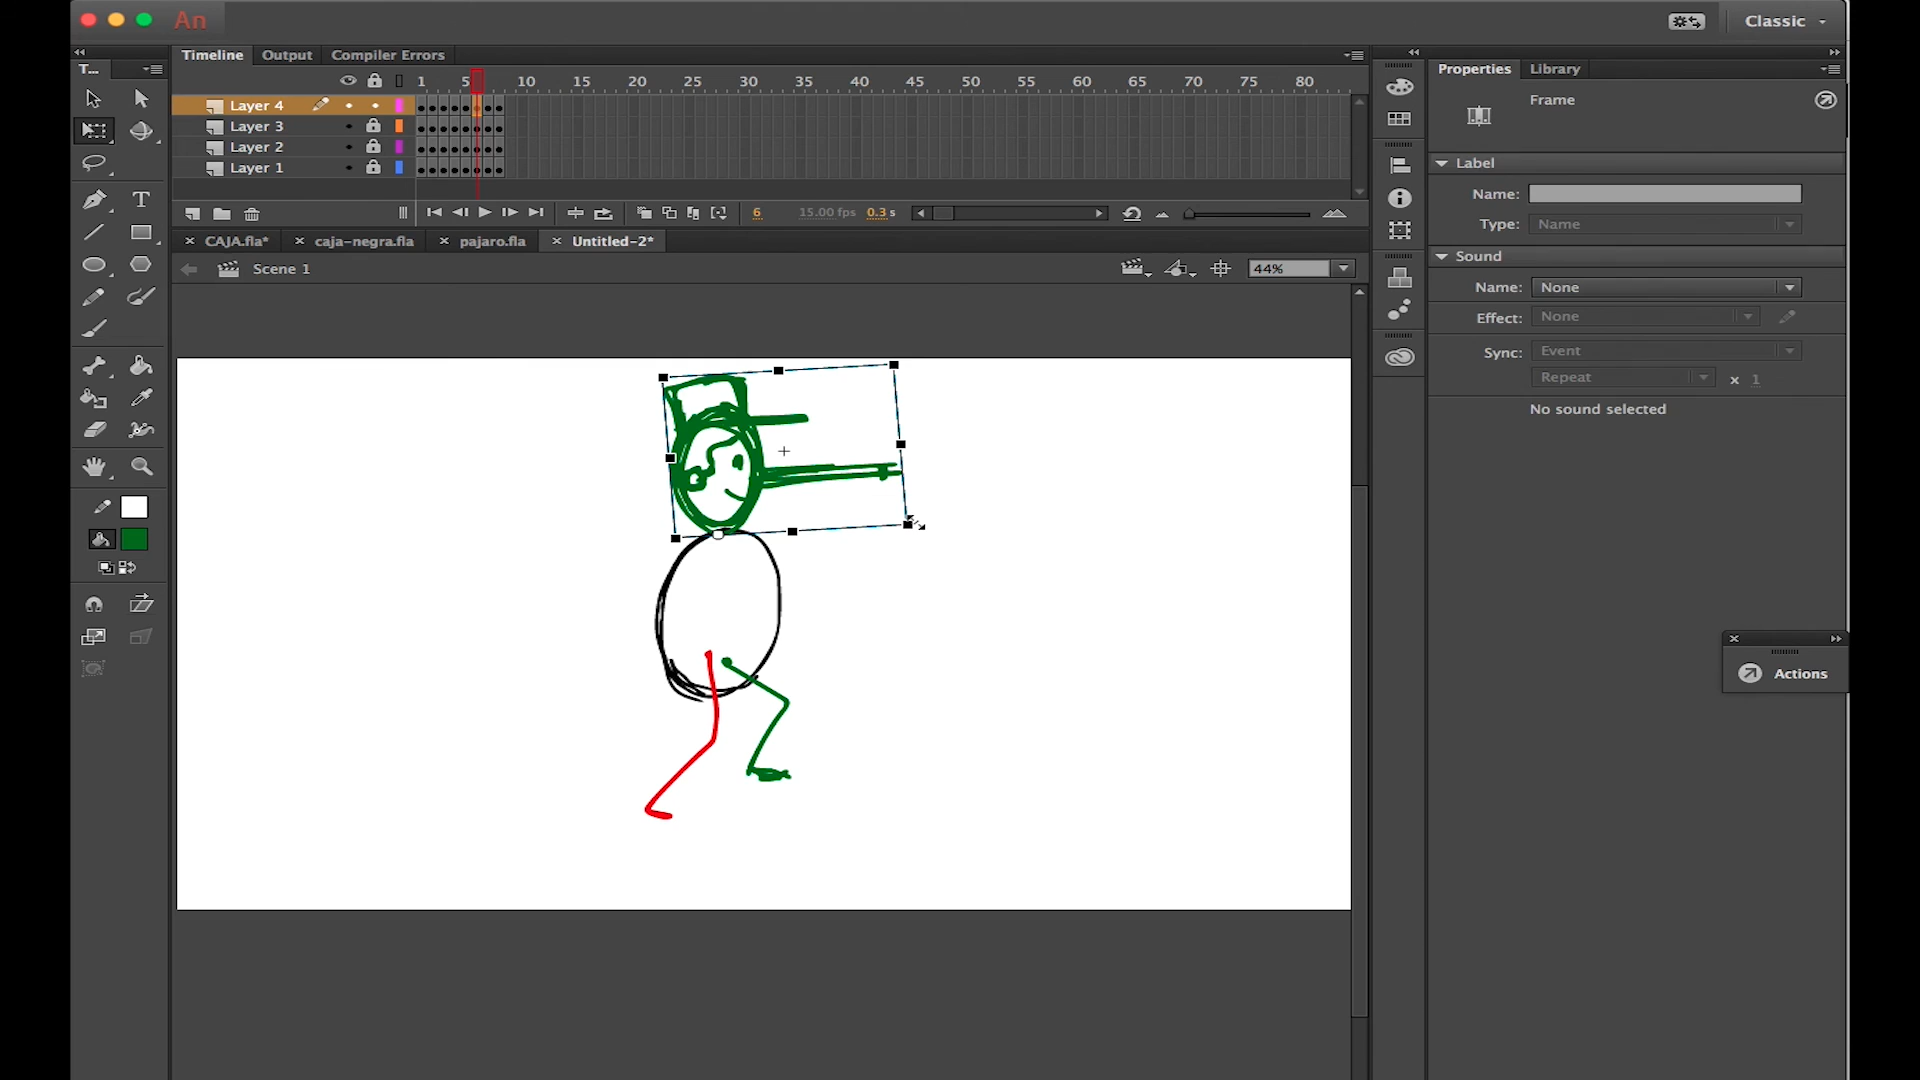 An
Classic
Timeline Output Compiler Errors
T...
1 5 10 15 20 25 30 35 40 45 50 55 60 65 70 75 80
Layer 4
Layer 3
Layer 2
Layer 1
6 15.00 fps 0.3 s
CAJA.fla* caja-negra.fla pajaro.fla Untitled-2*
Scene 1
44%
T
Properties Library
Frame
Label
Name:
Type: Name
Sound
Name: None
Effect: None
Sync: Event
Repeat x 1
No sound selected
Actions